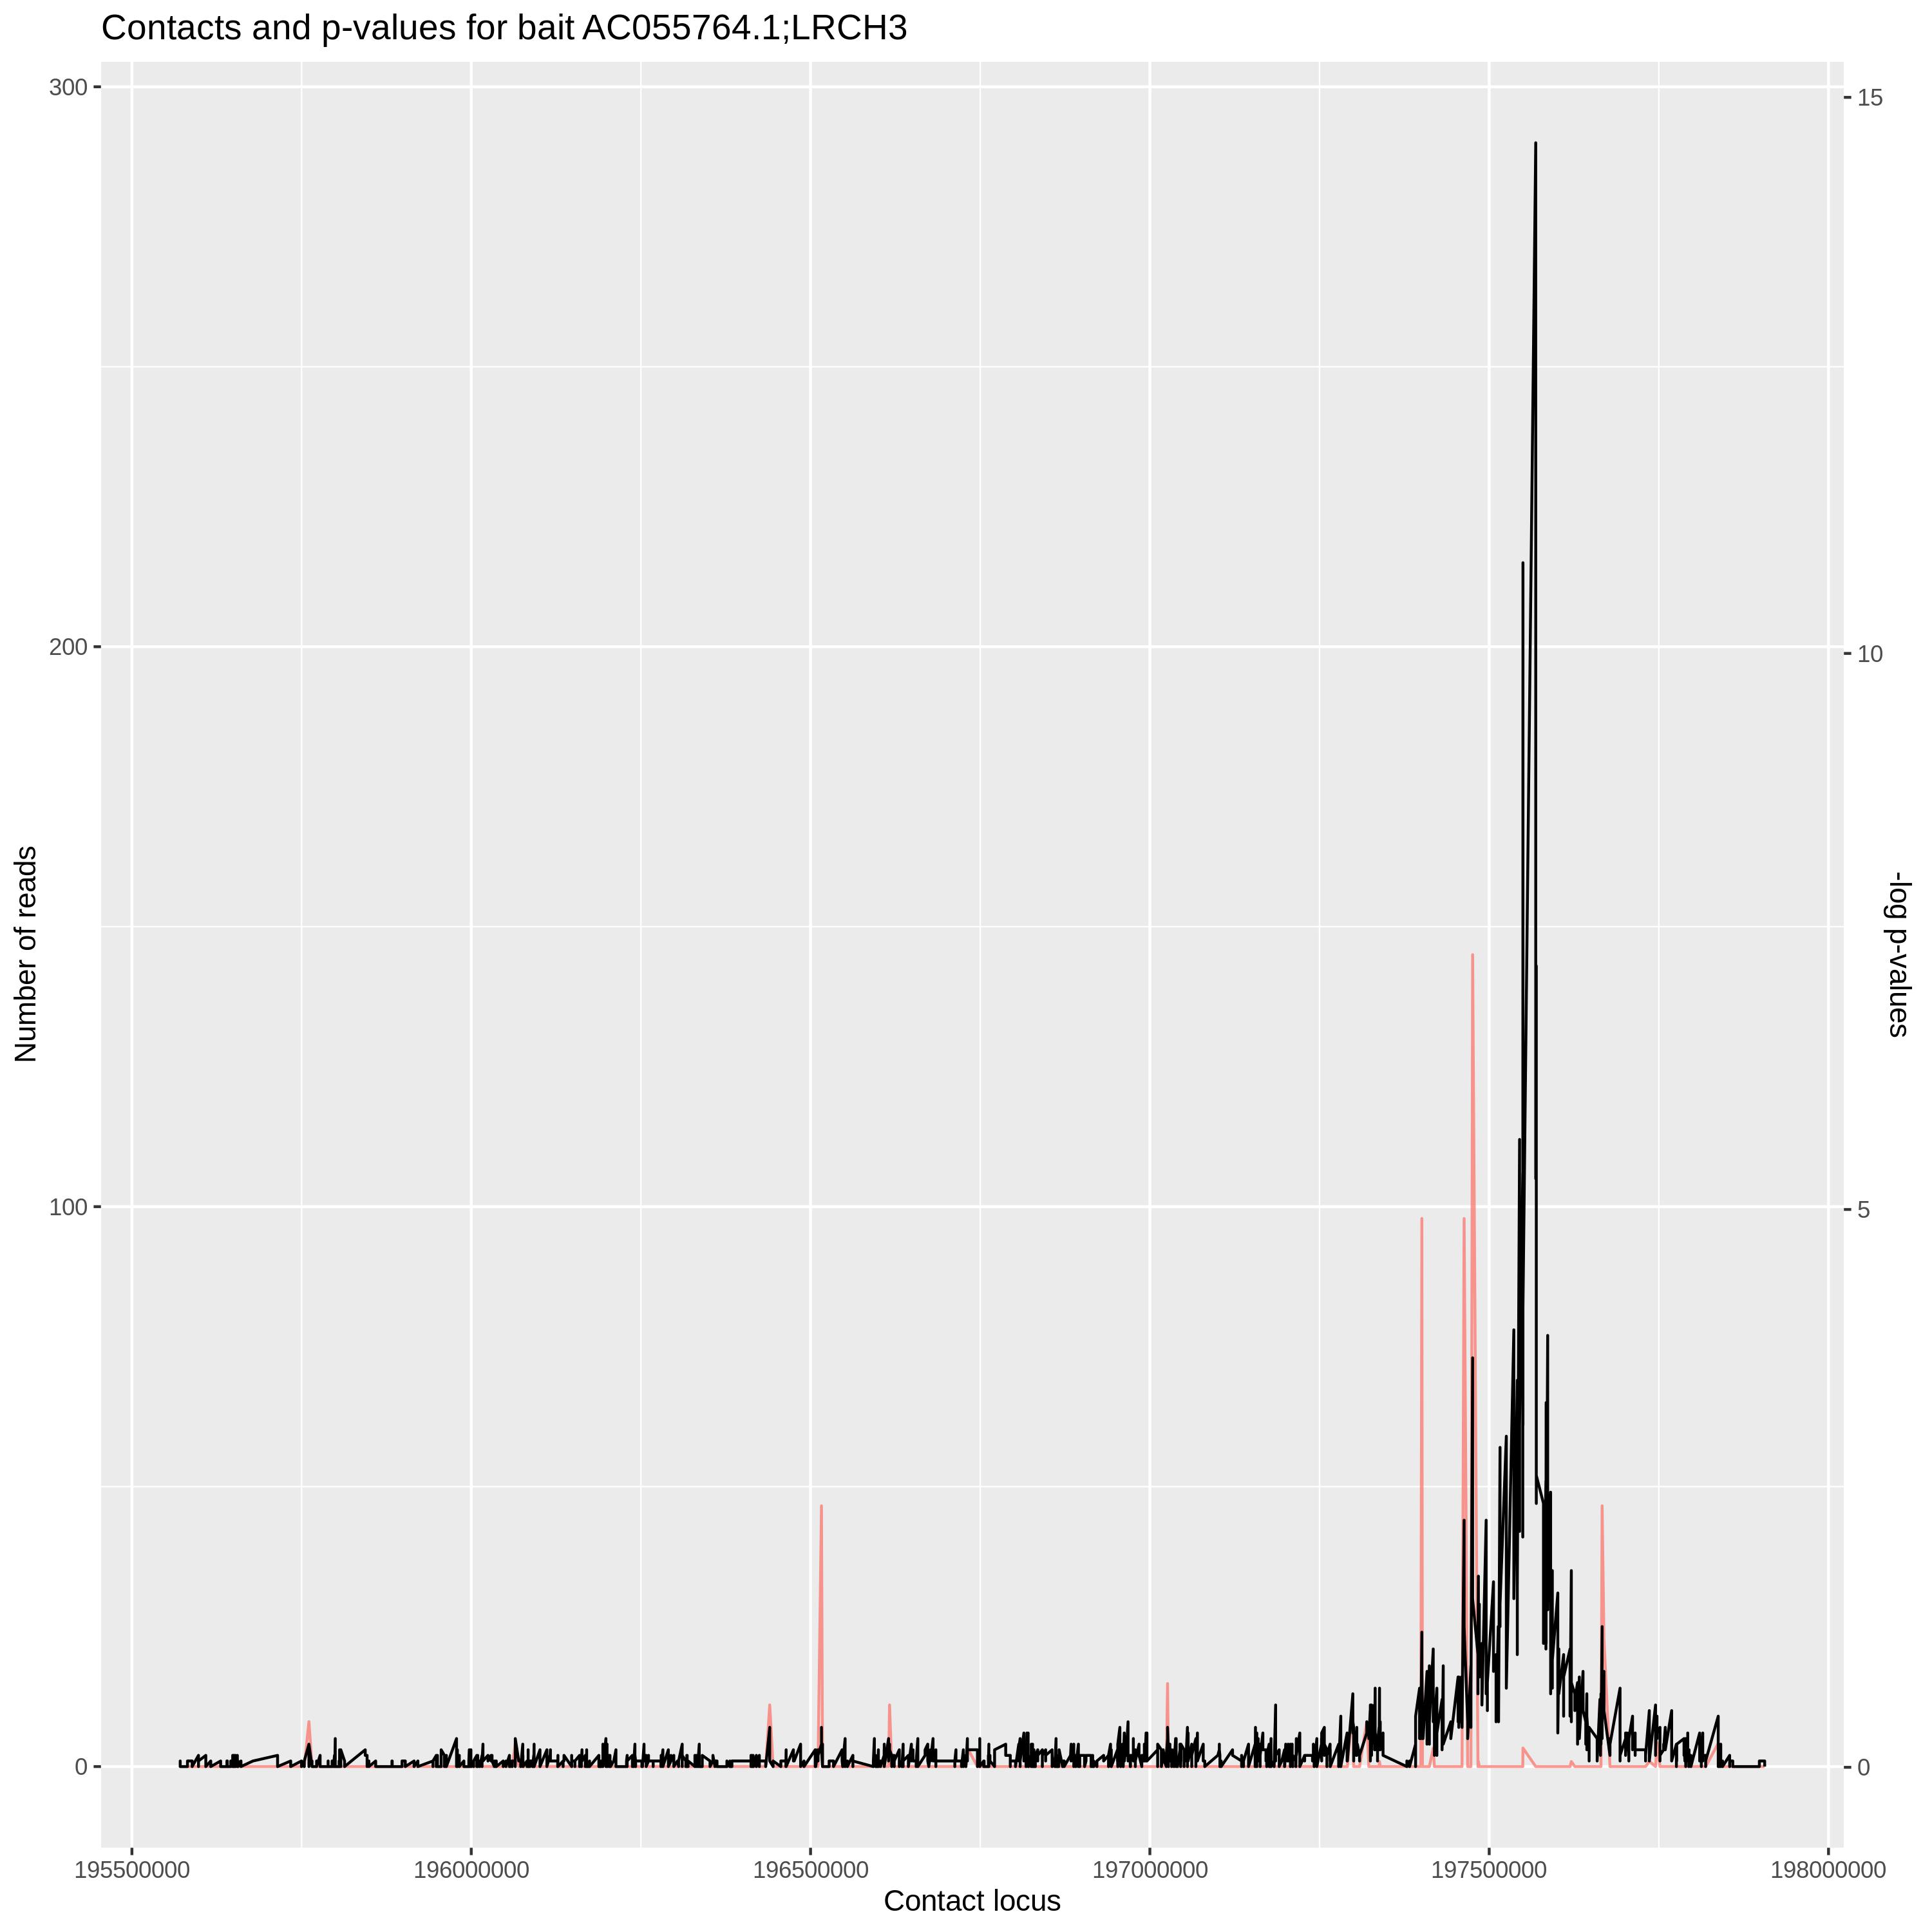 Contacts and p-values for bait AC055764.1;LRCH3
300
200
100
0
15
10
5
0
Number of reads
-log p-values
195500000 196000000 196500000 197000000 197500000 198000000
Contact locus